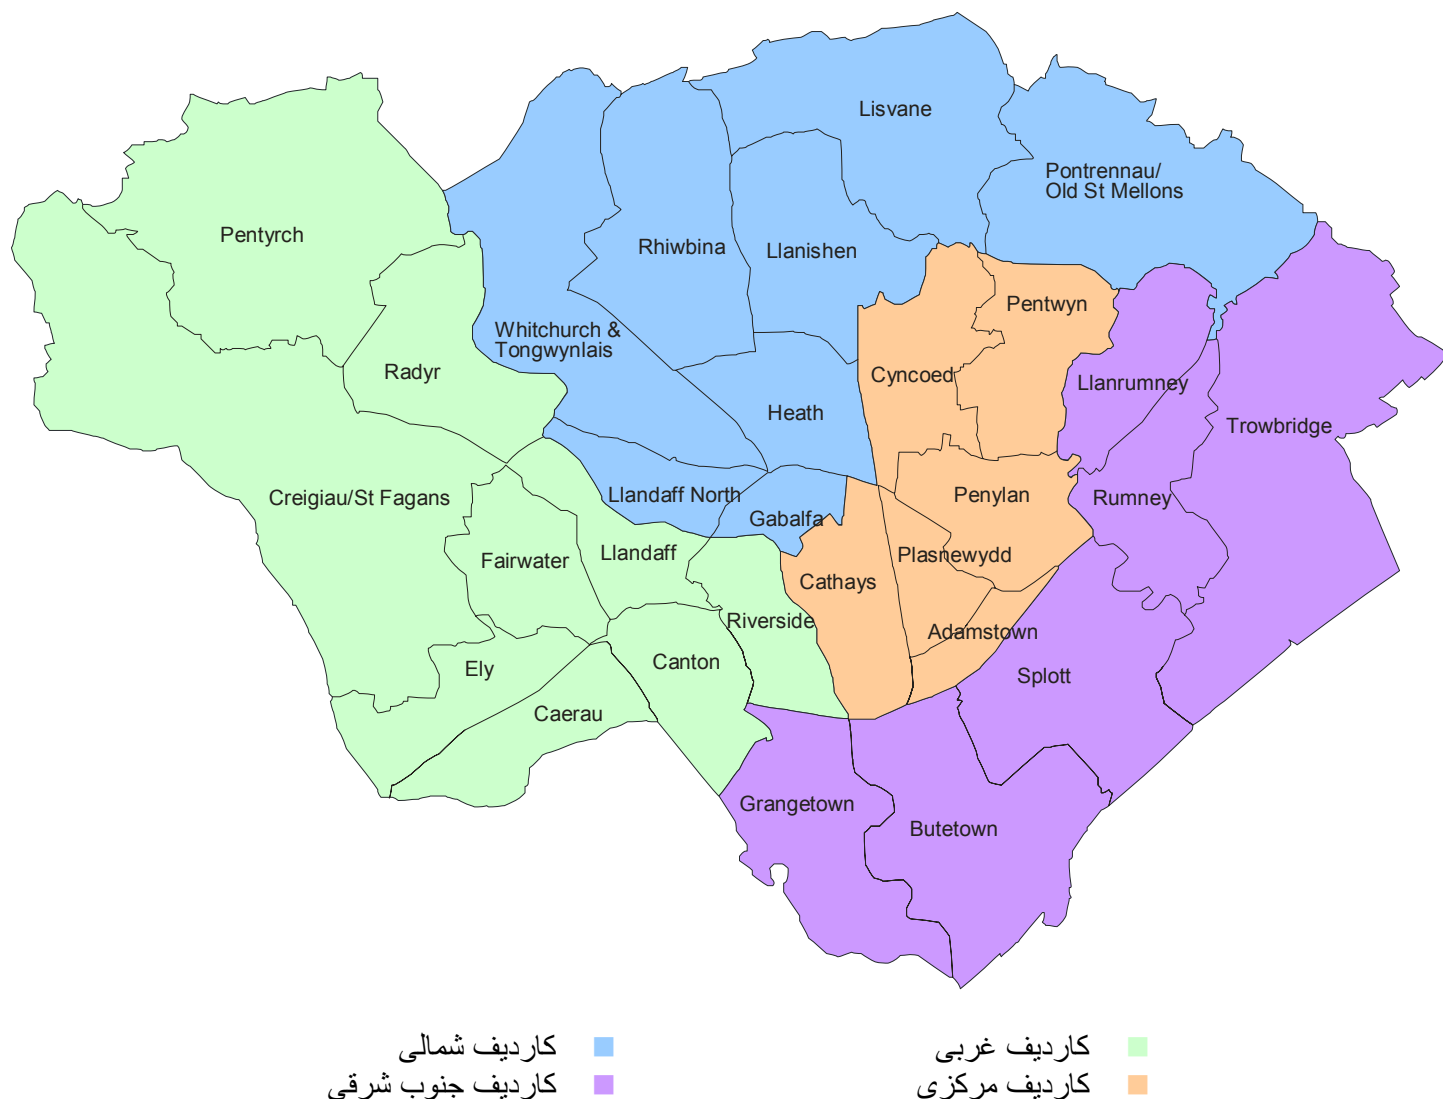 Lisvane
Pontrennau/
Old St Mellons
Pentyrch
Rhiwbina
Llanishen
Pentwyn
Whitchurch &
Tongwynlais
Radyr
Cyncoed
Llanrumney
Heath
Trowbridge
Creigiau/St Fagans
Llandaff North
Penylan
Rumney
Gabalfa
Fairwater
Llandaff
Plasnewydd
Cathays
Riverside
Adamstown
Ely
Canton
Splott
Caerau
Grangetown
Butetown
کاردیف غربی
کاردیف شمالی
کاردیف مرکزی
کاردیف جنوب شرقی